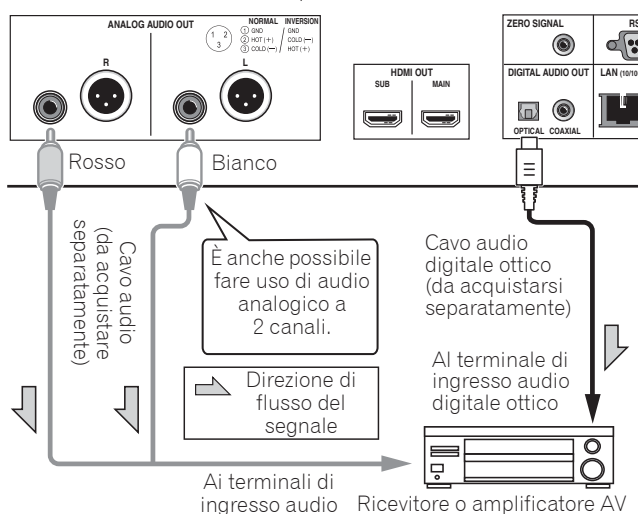 ANALOG AUDIO OUT
1 2
3
NORMAL INVERSION
① GND / GND
② HOT (+) / COLD (−)
③ COLD (−) / HOT (+)
R
L
HDMI OUT
SUB MAIN
ZERO SIGNAL
RS
DIGITAL AUDIO OUT
LAN (10/10
OPTICAL COAXIAL
Rosso
Bianco
Cavo audio
(da acquistare
separatamente)
È anche possibile
fare uso di audio
analogico a
2 canali.
Cavo audio
digitale ottico
(da acquistarsi
separatamente)
Direzione di
flusso del
segnale
Al terminale di
ingresso audio
digitale ottico
Ai terminali di
ingresso audio
Ricevitore o amplificatore AV